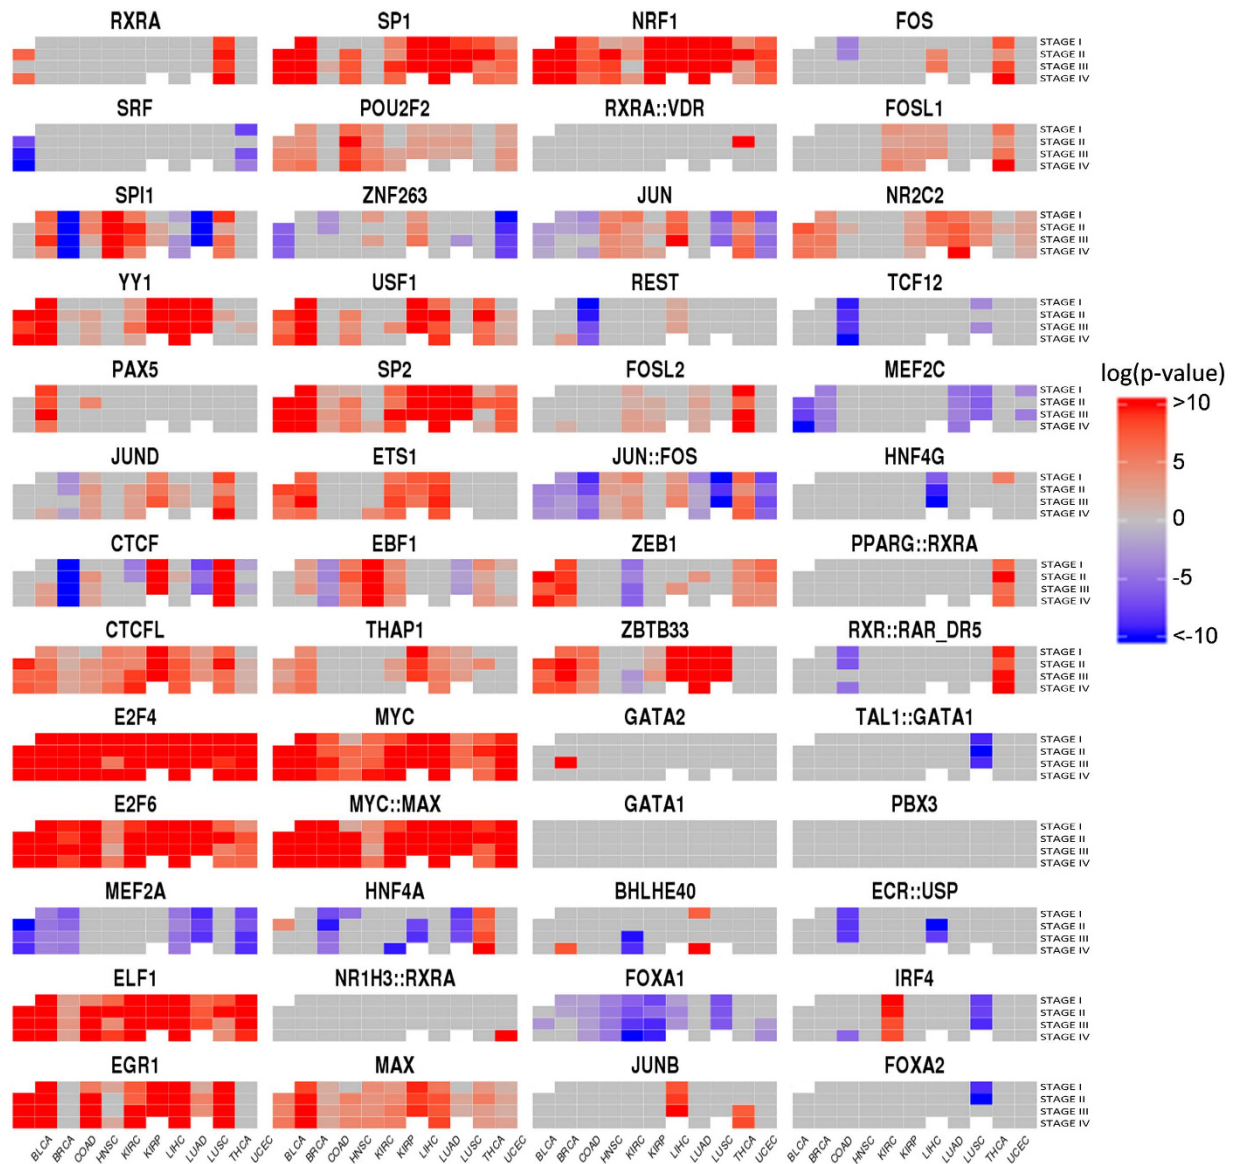 RXRA SP1 NRF1 FOS
STAGE I
STAGE II
STAGE III
STAGE IV
SRF POU2F2 RXRA::VDR FOSL1
STAGE I
STAGE II
STAGE III
STAGE IV
SPI1 ZNF263 JUN NR2C2
STAGE I
STAGE II
STAGE III
STAGE IV
YY1 USF1 REST TCF12
STAGE I
STAGE II
STAGE III
STAGE IV
PAX5 SP2 FOSL2 MEF2C
STAGE I
STAGE II
STAGE III
STAGE IV
JUND ETS1 JUN::FOS HNF4G
STAGE I
STAGE II
STAGE III
STAGE IV
CTCF EBF1 ZEB1 PPARG::RXRA
STAGE I
STAGE II
STAGE III
STAGE IV
CTCFL THAP1 ZBTB33 RXR::RAR_DR5
STAGE I
STAGE II
STAGE III
STAGE IV
E2F4 MYC GATA2 TAL1::GATA1
STAGE I
STAGE II
STAGE III
STAGE IV
E2F6 MYC::MAX GATA1 PBX3
STAGE I
STAGE II
STAGE III
STAGE IV
MEF2A HNF4A BHLHE40 ECR::USP
STAGE I
STAGE II
STAGE III
STAGE IV
ELF1 NR1H3::RXRA FOXA1 IRF4
STAGE I
STAGE II
STAGE III
STAGE IV
EGR1 MAX JUNB FOXA2
STAGE I
STAGE II
STAGE III
STAGE IV
BLCA BRCA COAD HNSC KIRC KIRP LIHC LUAD LUSC THCA UCEC BLCA BRCA COAD HNSC KIRC KIRP LIHC LUAD LUSC THCA UCEC BLCA BRCA COAD HNSC KIRC KIRP LIHC LUAD LUSC THCA UCEC BLCA BRCA COAD HNSC KIRC KIRP LIHC LUAD LUSC THCA UCEC
log(p-value)
>10
5
0
-5
<-10